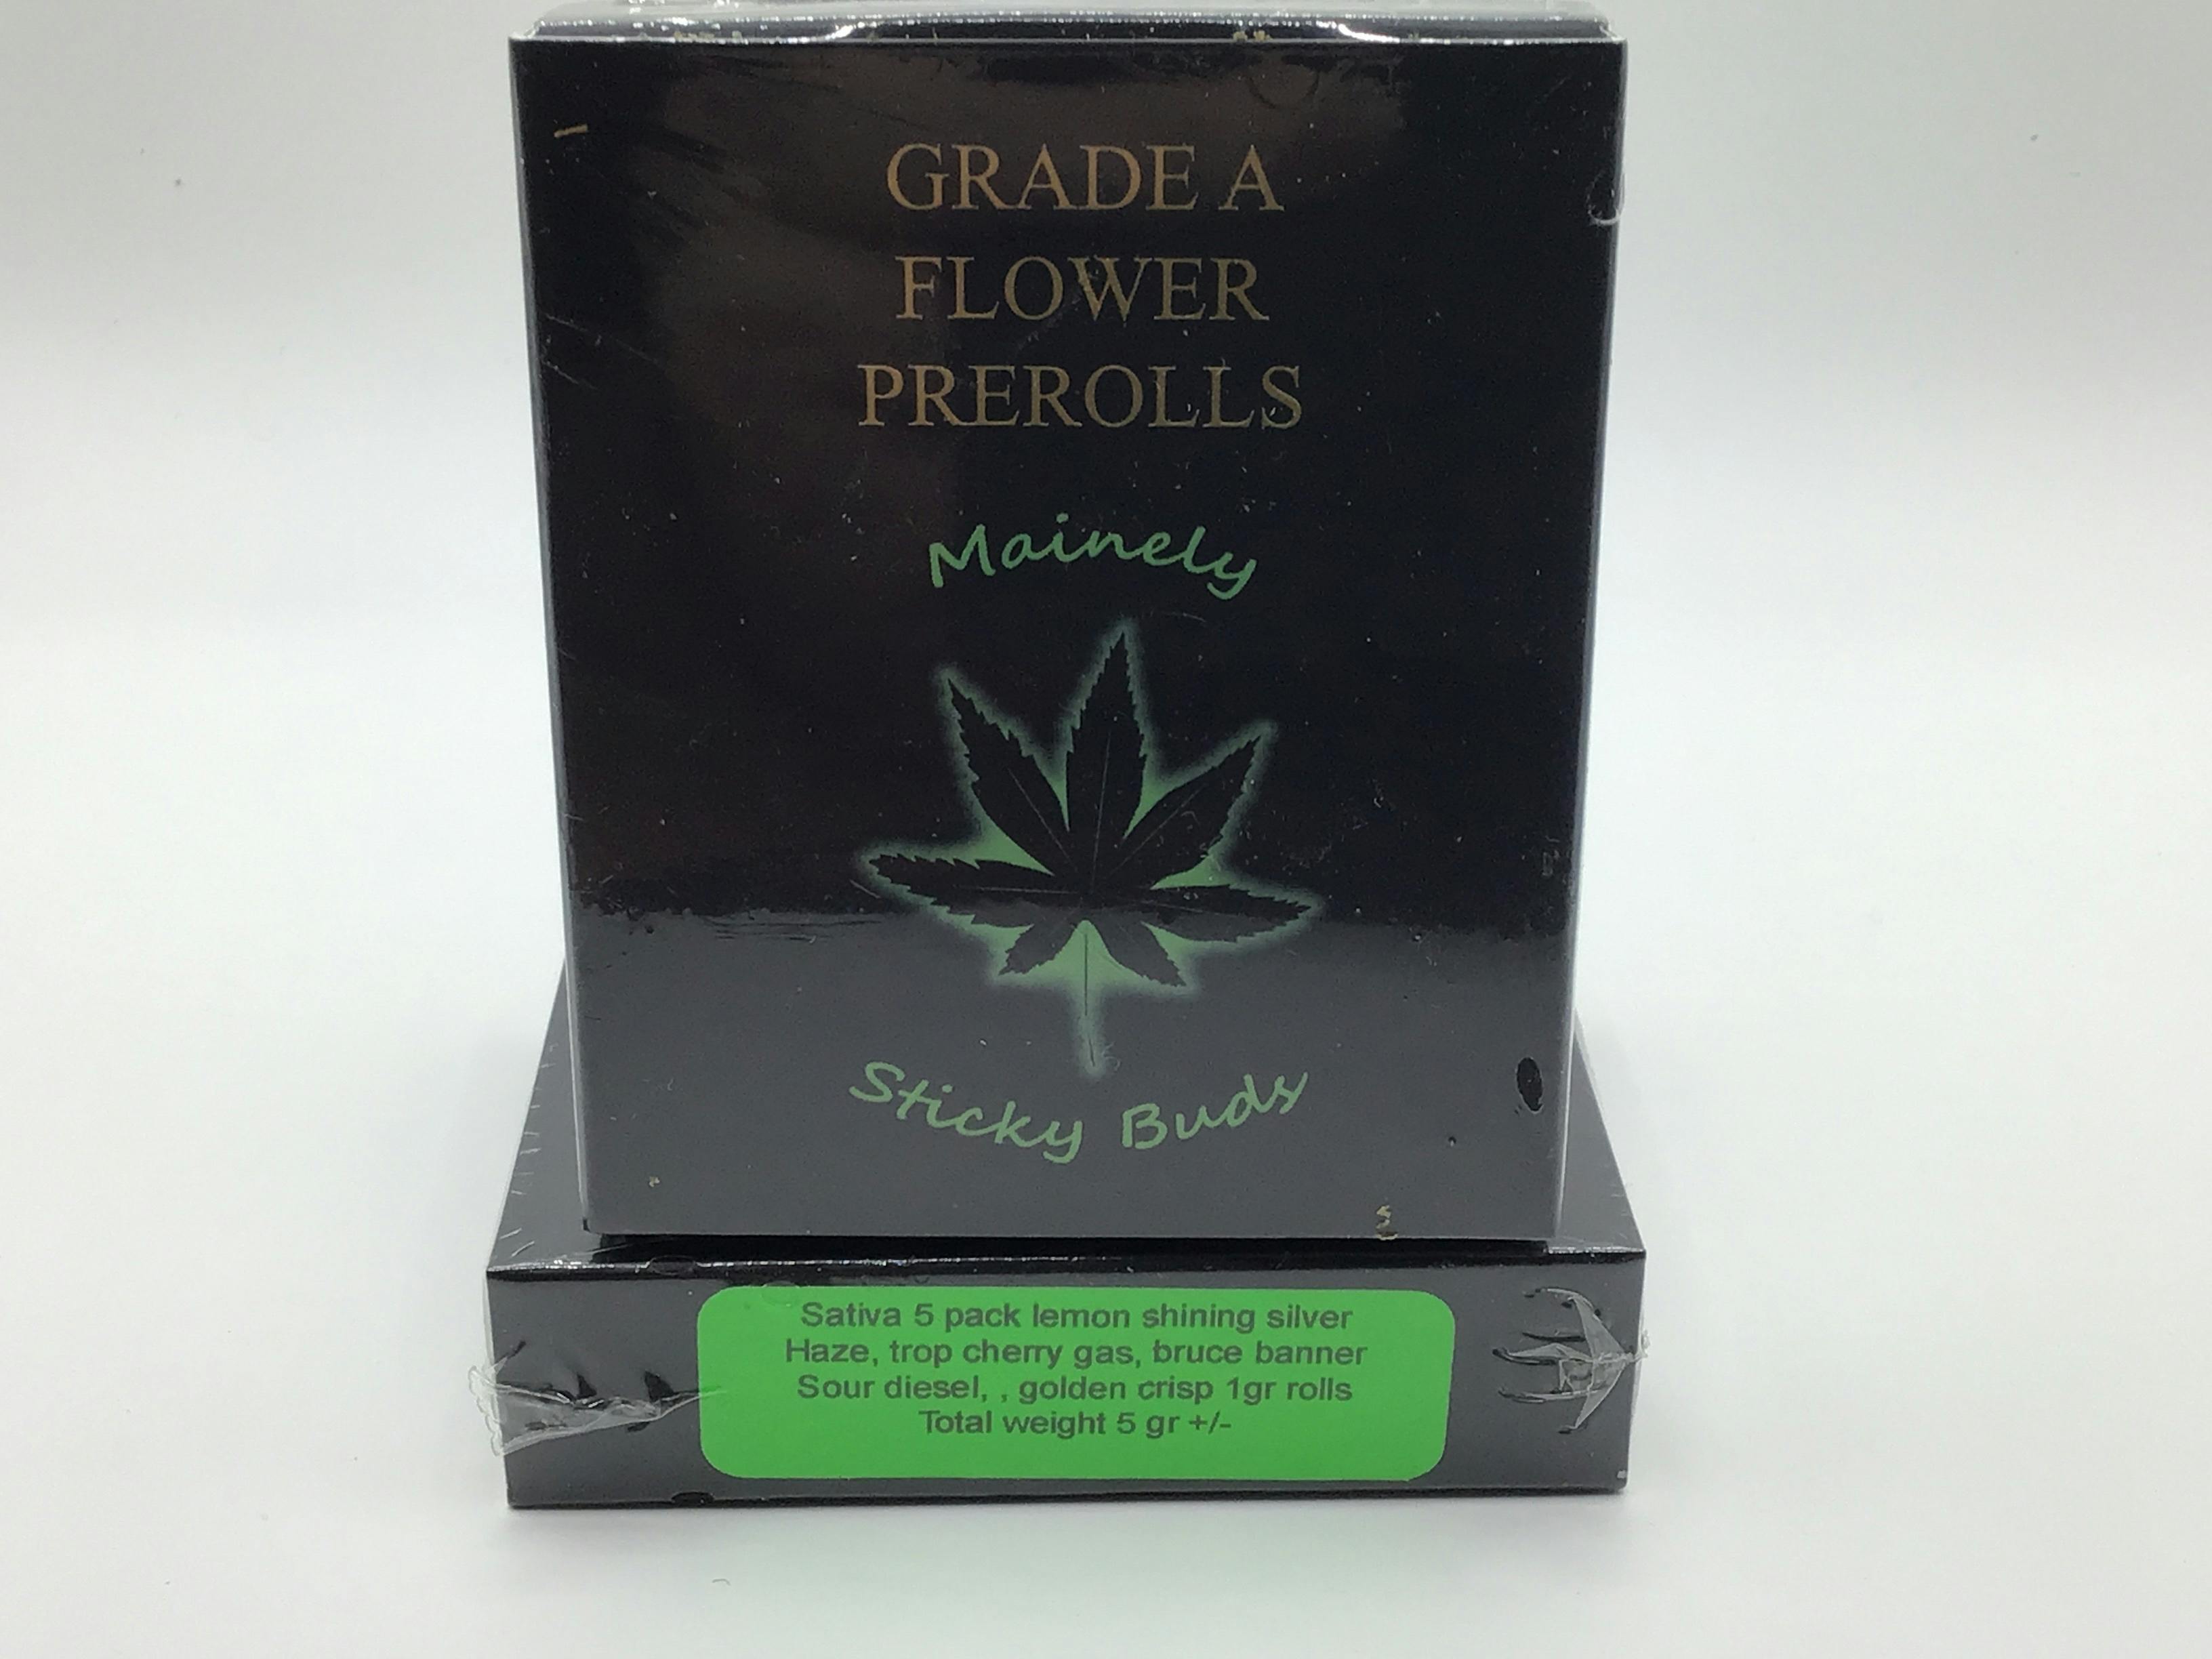 GRADE A
FLOWER
PREROLLS
Mainely
Sticky Buds
Sativa 5 pack lemon shining silver
Haze, trop cherry gas, bruce banner
Sour diesel, , golden crisp 1gr rolls
Total weight 5 gr +/-